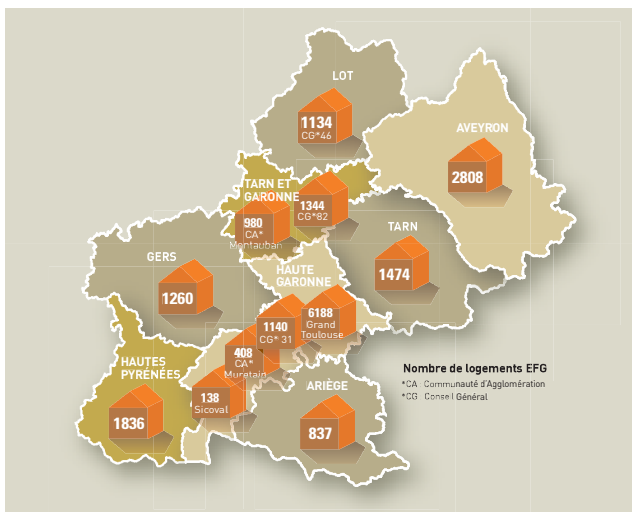 LOT
1134
CG*46
AVEYRON
2808
TARN ET
GARONNE
1344
CG*82
980
CA*
Montauban
TARN
1474
GERS
1260
HAUTE
GARONNE
6188
Grand
Toulouse
1140
CG* 31
408
CA*
Muratain
138
Sicoval
HAUTES
PYRÉNÉES
1836
ARIÈGE
837
Nombre de logements EFG
*CA : Communauté d'Agglomération
*CG : Conseil Général